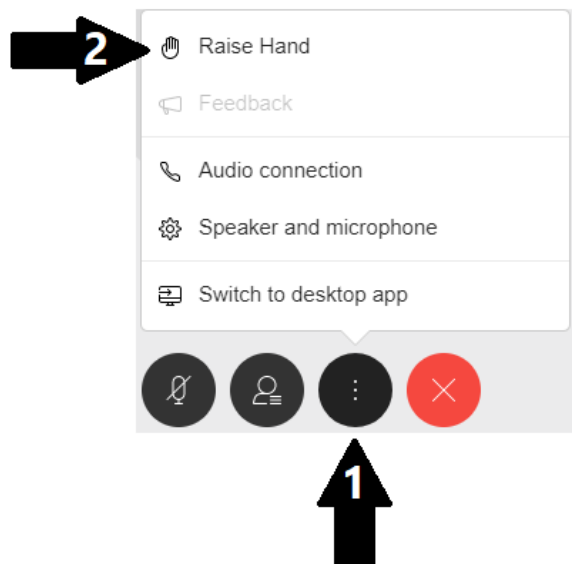 2
Raise Hand
Feedback
Audio connection
Speaker and microphone
Switch to desktop app
1